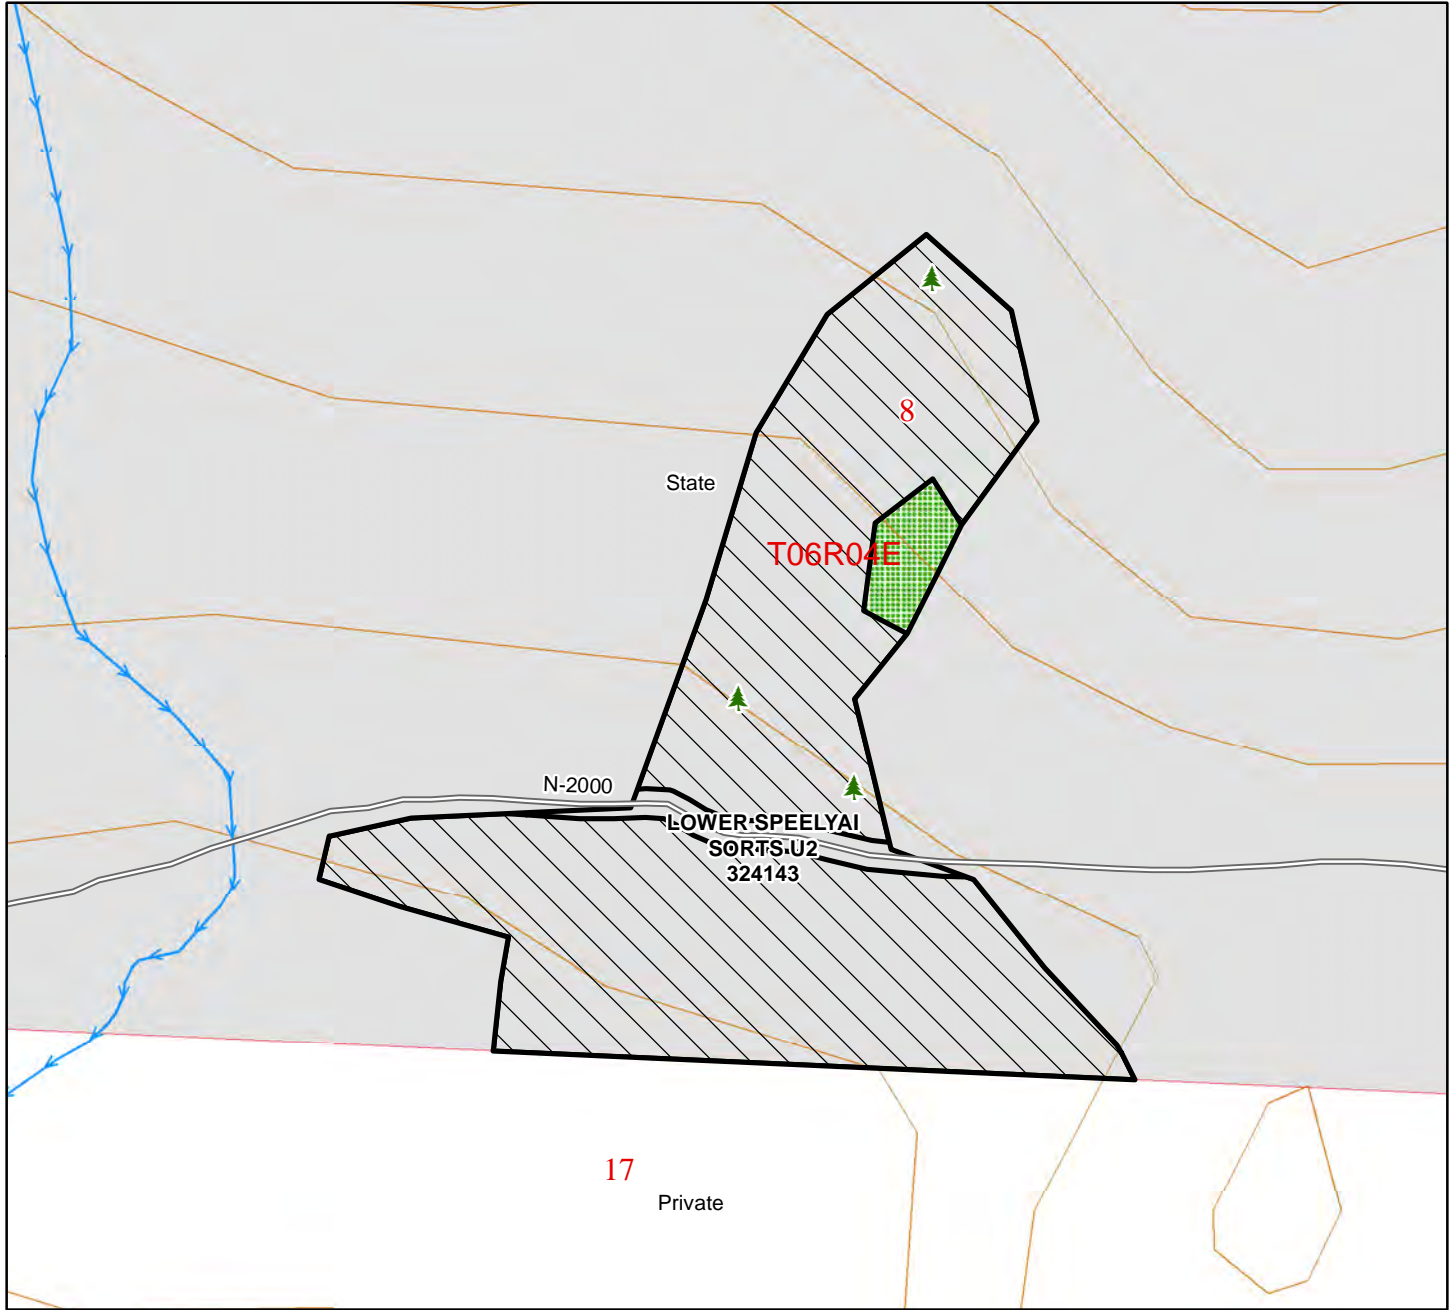 8
State
T06R04E
N-2000
LOWER SPEELYAI
SORTS U2
324143
17
Private